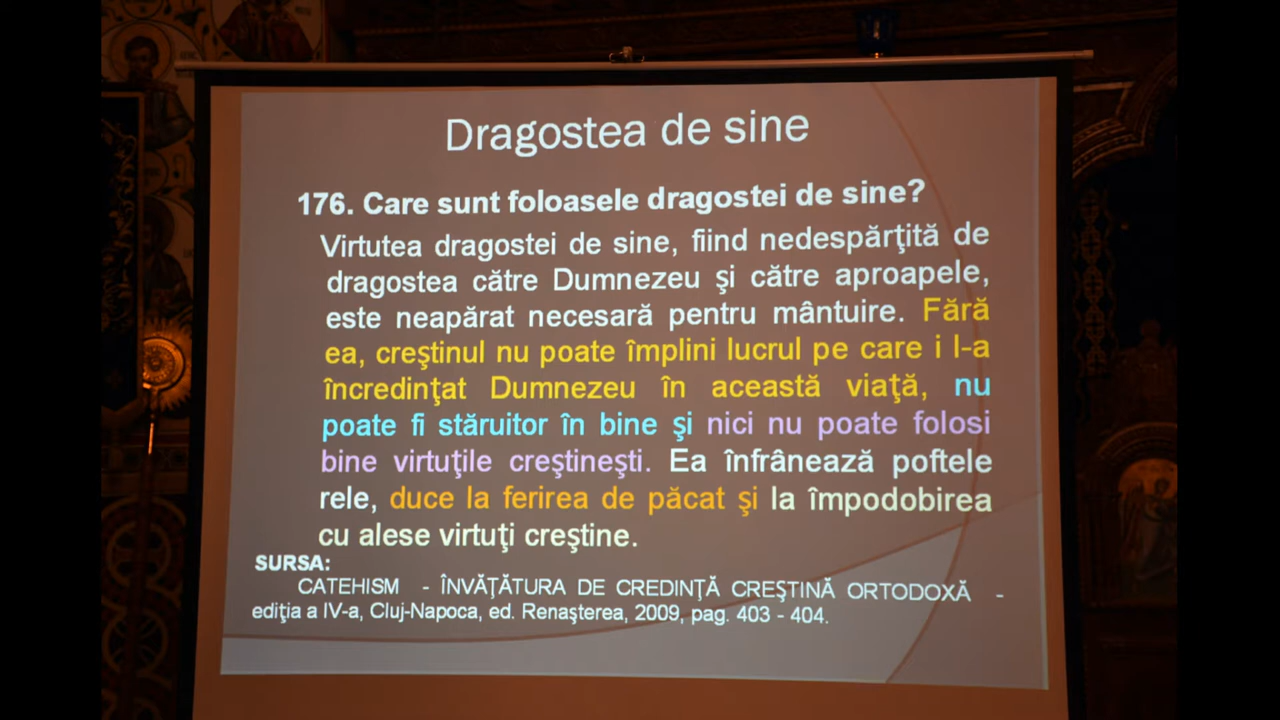 Dragostea de sine
176. Care sunt foloasele dragostei de sine?
Virtutea dragostei de sine, fiind nedespărţită de
dragostea către Dumnezeu şi către aproapele,
este neapărat necesară pentru mântuire. Fără
ea, creştinul nu poate împlini lucrul pe care i l-a
încredinţat Dumnezeu în această viaţă, nu
poate fi stăruitor în bine şi nici nu poate folosi
bine virtuţile creştineşti. Ea înfrânează poftele
rele, duce la ferirea de păcat şi la împodobirea
cu alese virtuţi creştine.
SURSA:
CATEHISM - ÎNVĂŢĂTURA DE CREDINŢĂ CREŞTINĂ ORTODOXĂ -
ediţia a IV-a, Cluj-Napoca, ed. Renaşterea, 2009, pag. 403 - 404.